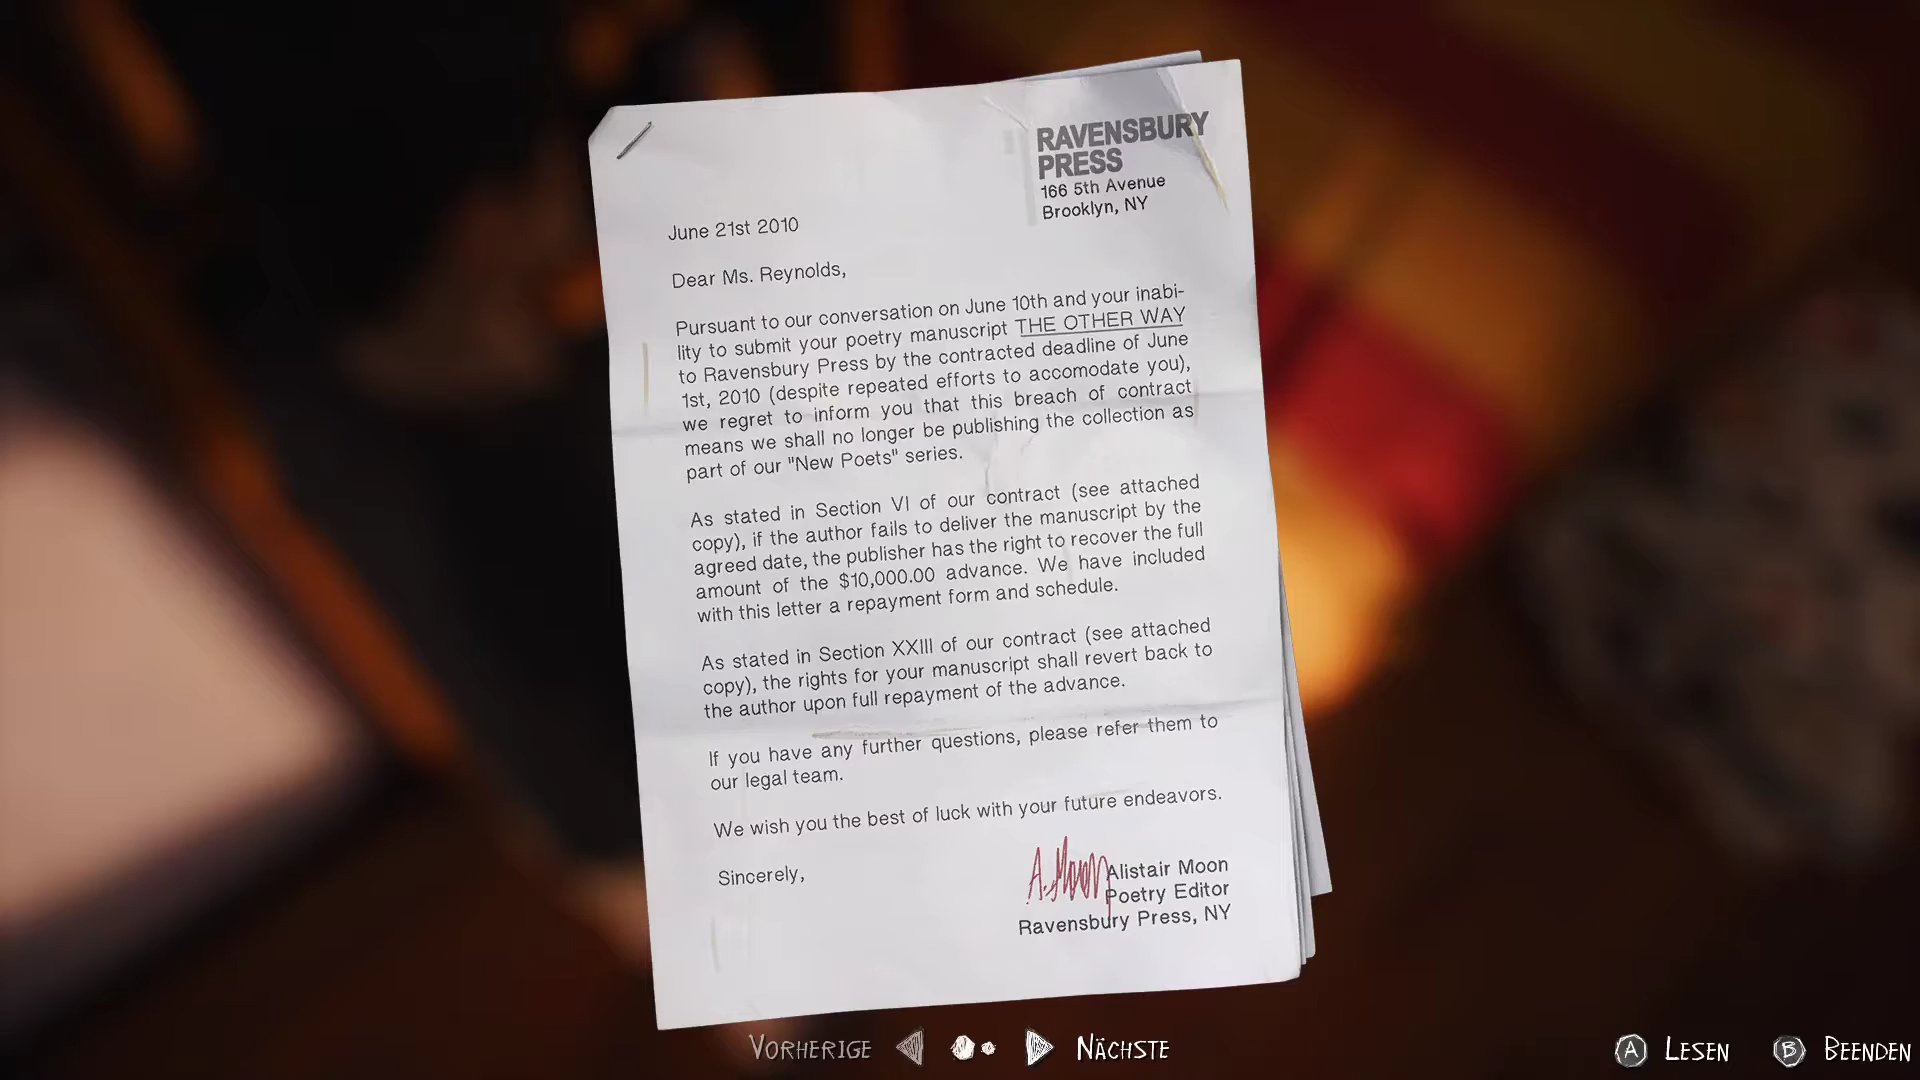 RAVENSBURY
PRESS
166 5th Avenue
Brooklyn, NY
June 21st 2010
Dear Ms. Reynolds,
Pursuant to our conversation on June 10th and your inabi-
lity to submit your poetry manuscript THE OTHER WAY
to Ravensbury Press by the contracted deadline of June
1st, 2010 (despite repeated efforts to accomodate you),
we regret to inform you that this breach of contract
means we shall no longer be publishing the collection as
part of our "New Poets" series.
As stated in Section VI of our contract (see attached
copy), if the author fails to deliver the manuscript by the
agreed date, the publisher has the right to recover the full
amount of the $10,000.00 advance. We have included
with this letter a repayment form and schedule.
As stated in Section XXIII of our contract (see attached
copy), the rights for your manuscript shall revert back to
the author upon full repayment of the advance.
If you have any further questions, please refer them to
our legal team.
We wish you the best of luck with your future endeavors.
Sincerely,
A. Moon
Alistair Moon
Poetry Editor
Ravensbury Press, NY
VORHERIGE
NÄCHSTE
A LESEN
B BEENDEN